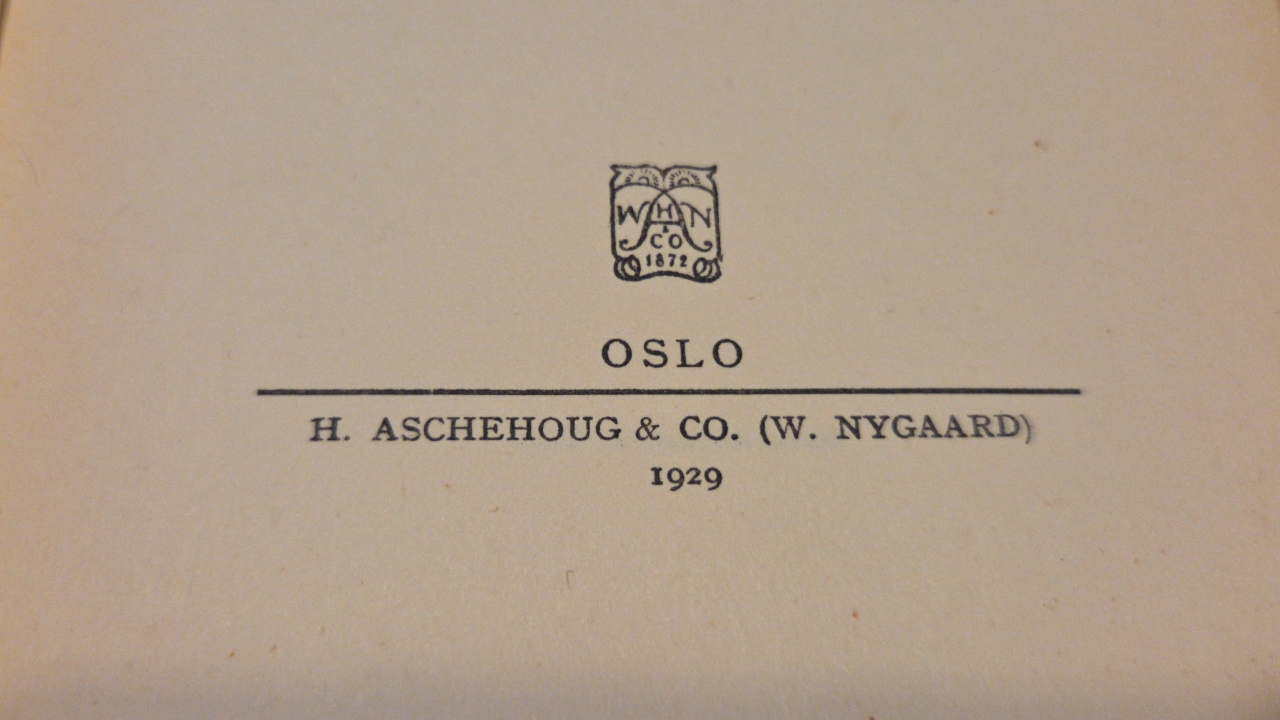 W H N
& CO
1872
OSLO
H. ASCHEHOUG & CO. (W. NYGAARD)
1929